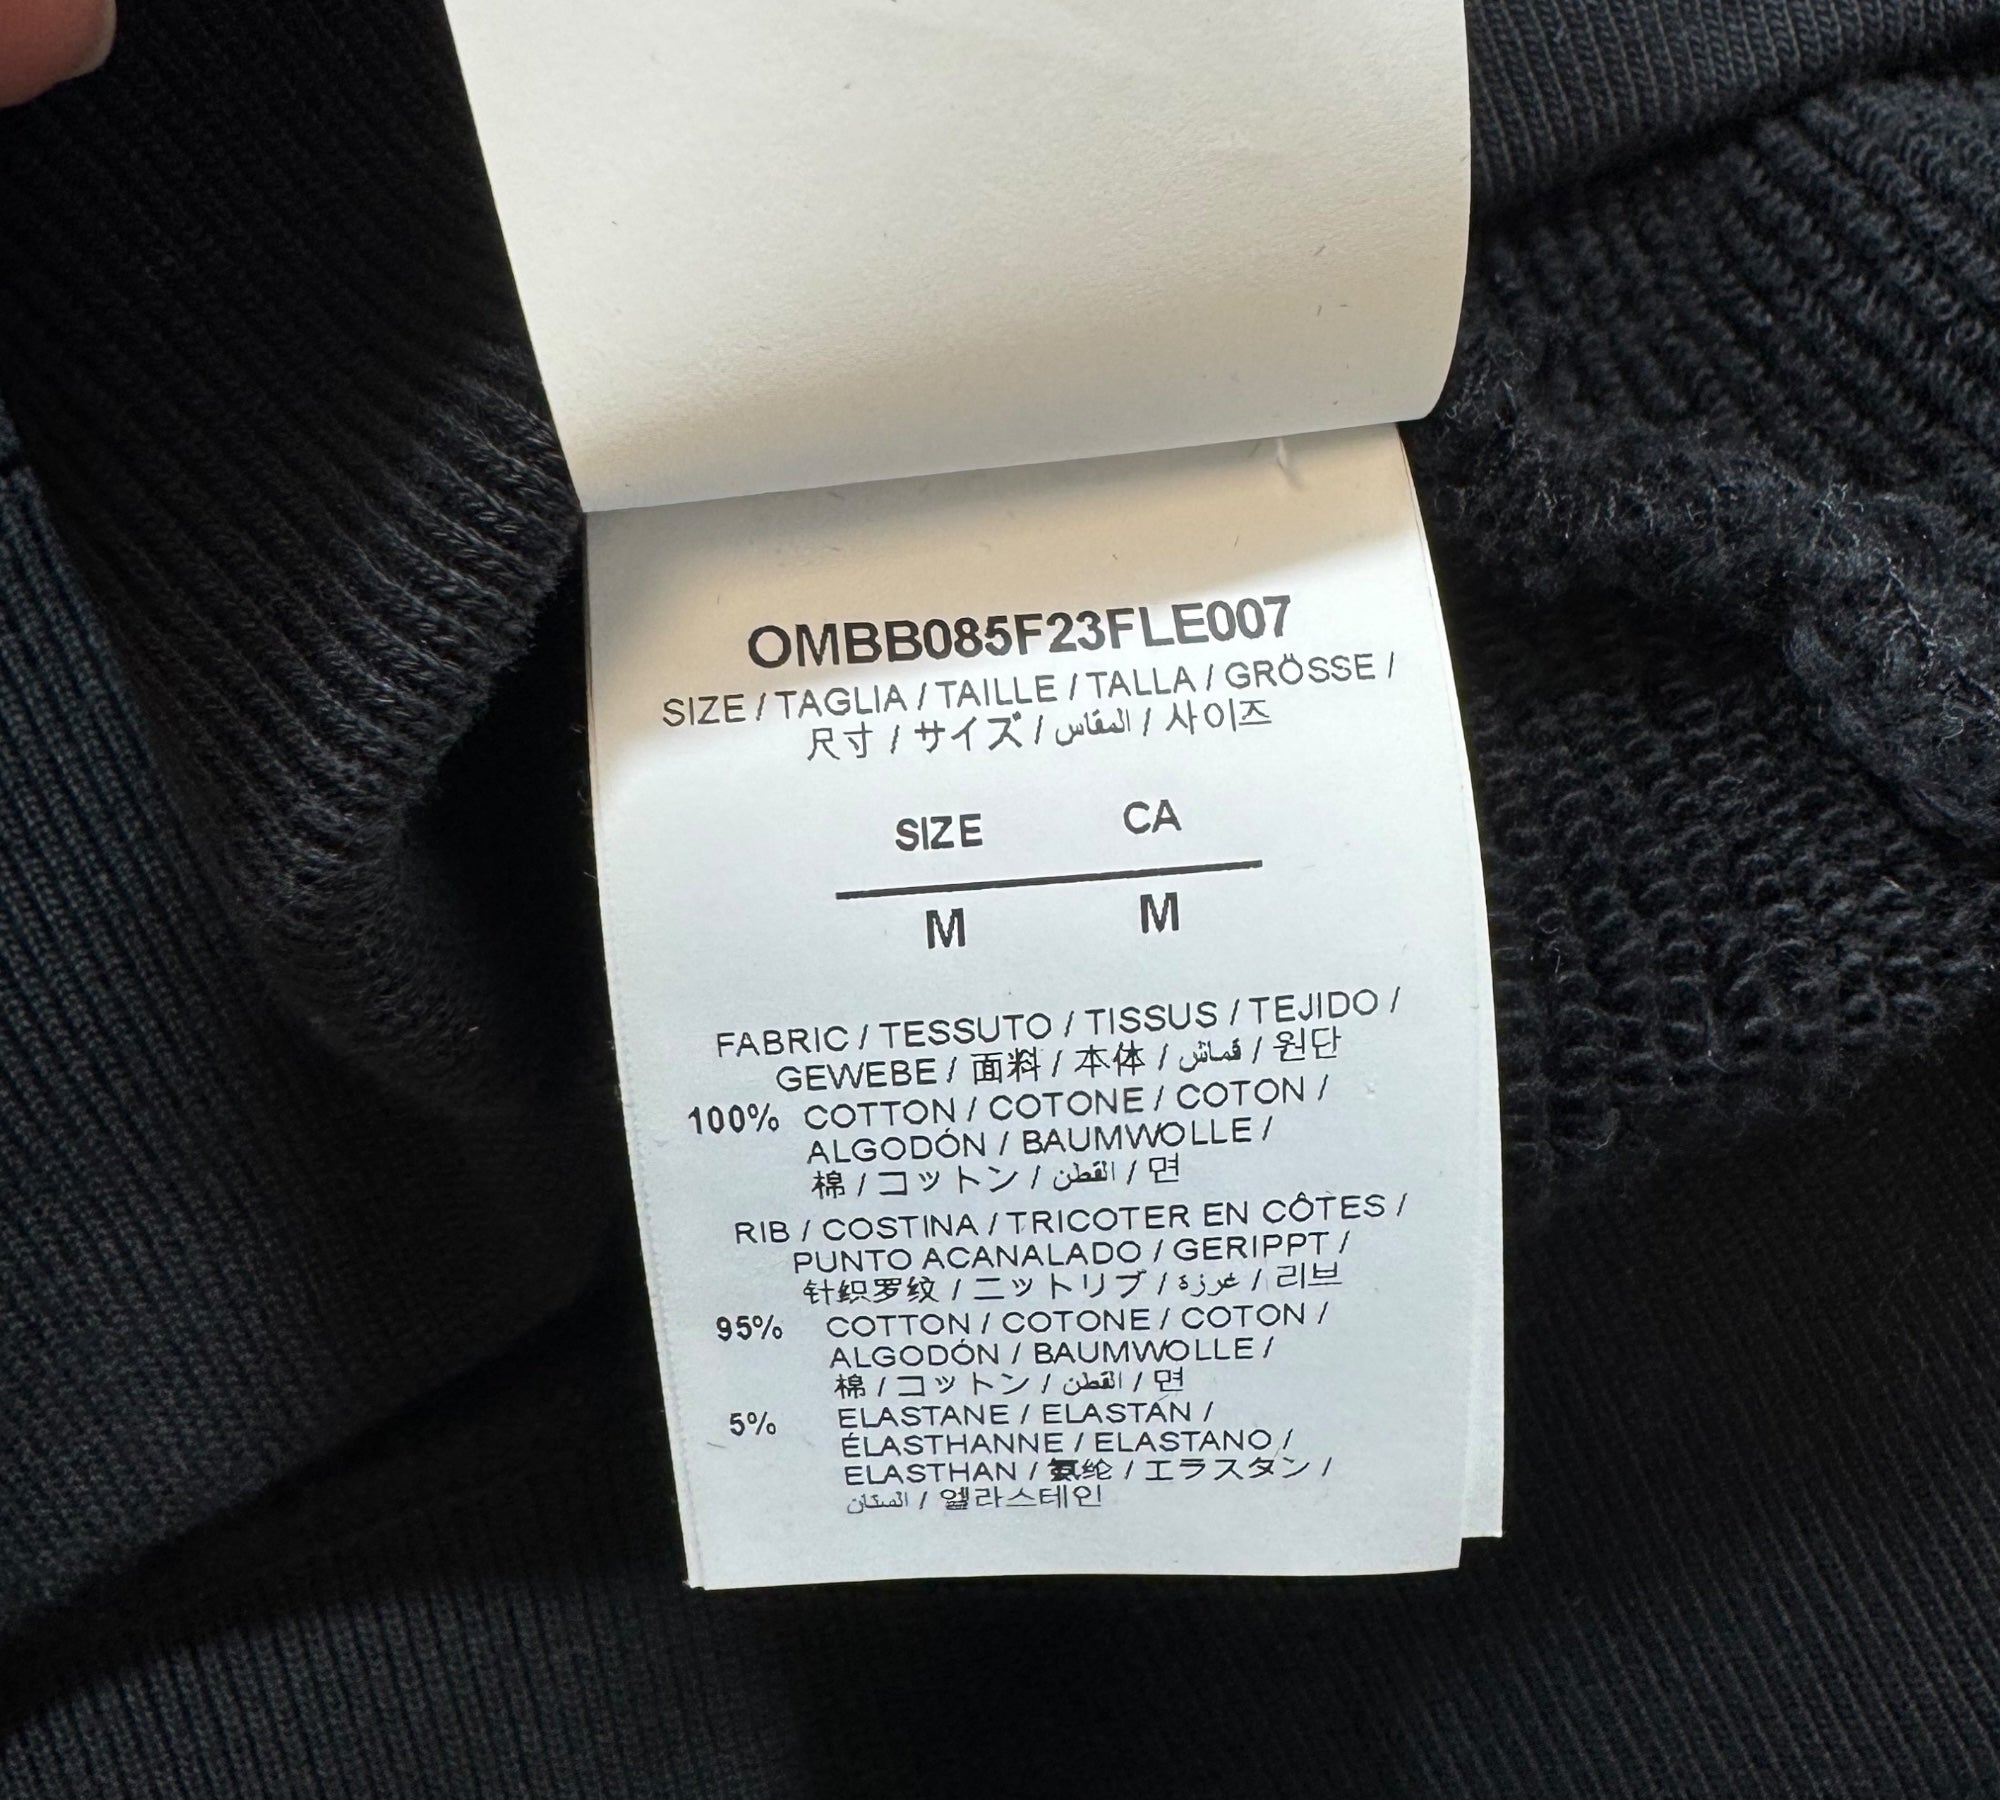 OMBB085F23FLE007
SIZE / TAGLIA / TAILLE / TALLA / GRÖSSE /
尺寸 / サイズ / المقاس / 사이즈
SIZE CA
M M
FABRIC / TESSUTO / TISSUS / TEJIDO /
GEWEBE / 面料 / 本体 / قماش / 원단
100% COTTON / COTONE / COTON /
ALGODÓN / BAUMWOLLE /
棉 / コットン / القطن / 면
RIB / COSTINA / TRICOTER EN CÔTES /
PUNTO ACANALADO / GERIPPT /
针织罗纹 / ニットリブ / غرزة / 리브
95% COTTON / COTONE / COTON /
ALGODÓN / BAUMWOLLE /
棉 / コットン / القطن / 면
5% ELASTANE / ELASTAN /
ÉLASTHANNE / ELASTANO /
ELASTHAN / 氨纶 / エラスタン /
/ 엘라스테인